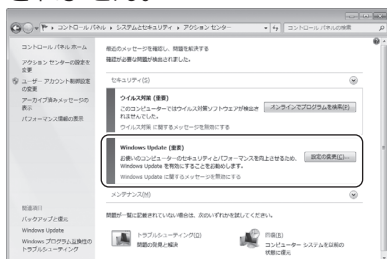 コントロール パネル ▸ システムとセキュリティ ▸ アクション センター
コントロール パネルの検索
コントロール パネル ホーム
アクション センターの設定を
変更
ユーザー アカウント制御設定
の変更
アーカイブ済みメッセージの表
示
パフォーマンス情報の表示
最近のメッセージを確認し、問題を解決する
確認が必要な問題が検出されました。
セキュリティ(S)
ウイルス対策 (重要)
このコンピューターではウイルス対策ソフトウェアが検出さ
れませんでした。
オンラインでプログラムを検索(F)
ウイルス対策 に関するメッセージを無効にする
Windows Update (重要)
お使いのコンピューターのセキュリティとパフォーマンスを向上させるため、
Windows Update を有効にすることをお勧めします。
設定の変更(C)...
Windows Update に関するメッセージを無効にする
メンテナンス(M)
問題が一覧に記載されていない場合は、次のいずれかを試してください。
トラブルシューティング(D)
問題の発見と解決
回復(E)
コンピューター システムを以前の
状態に復元
関連項目
バックアップと復元
Windows Update
Windows プログラム互換性の
トラブルシューティング